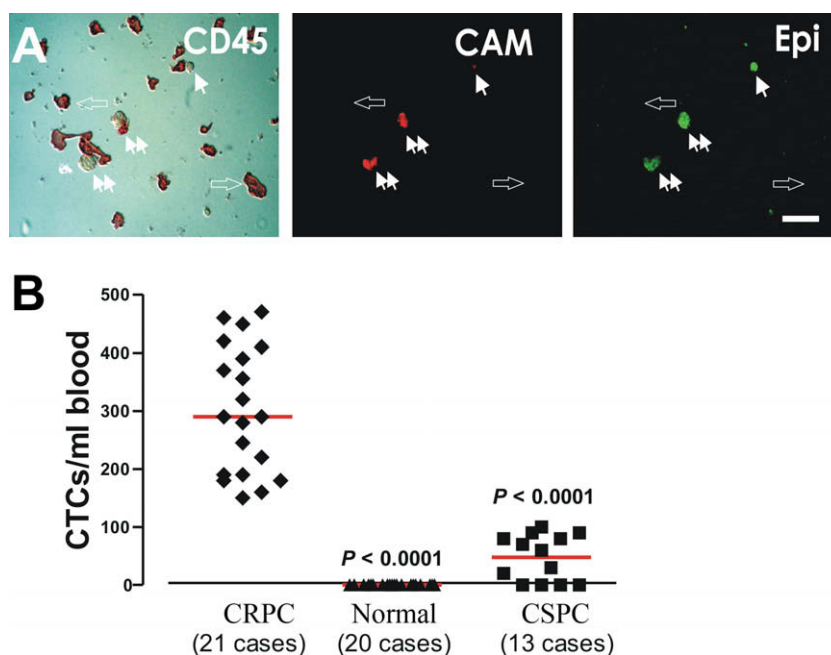 A
CD45
CAM
Epi
B
CTCs/ml blood
500
400
300
200
100
0
P < 0.0001
P < 0.0001
CRPC
Normal
CSPC
(21 cases)
(20 cases)
(13 cases)